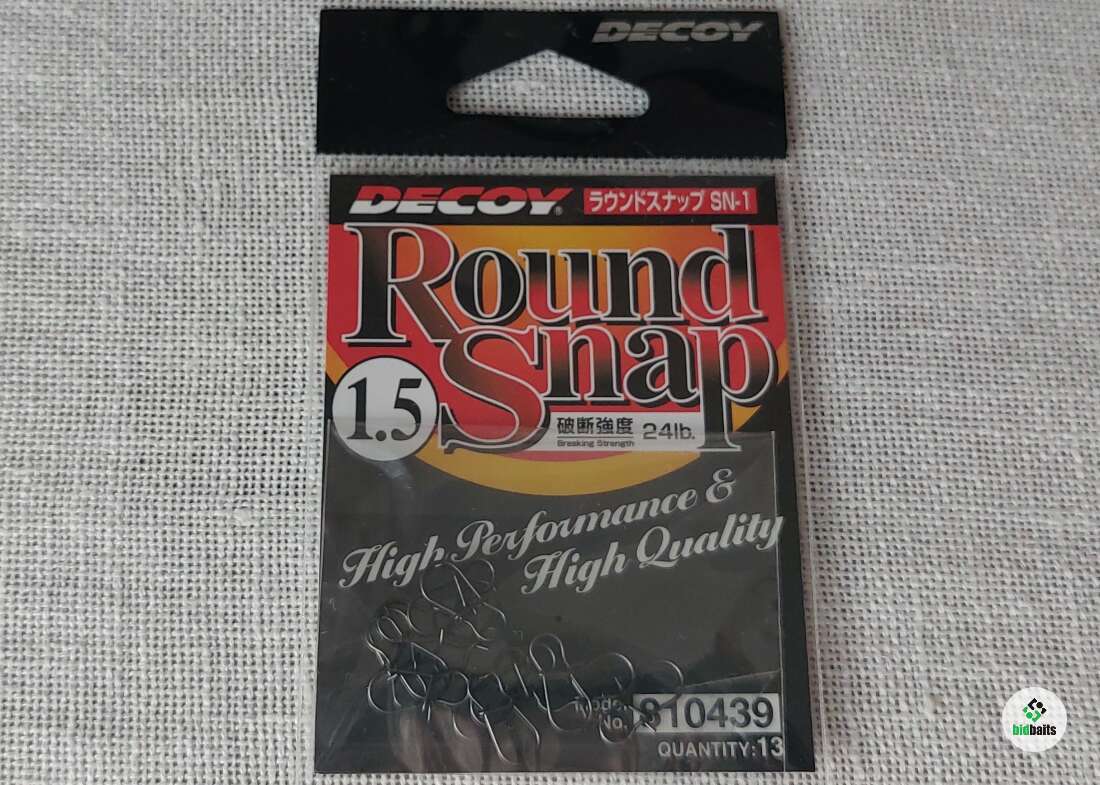 DECOY
DECOY® ラウンドスナップ SN-1
Round
Snap
1.5
破断強度 24lb.
Breaking Strength
High Performance &
High Quality
Model
No. 810439
QUANTITY:13
bidbaits